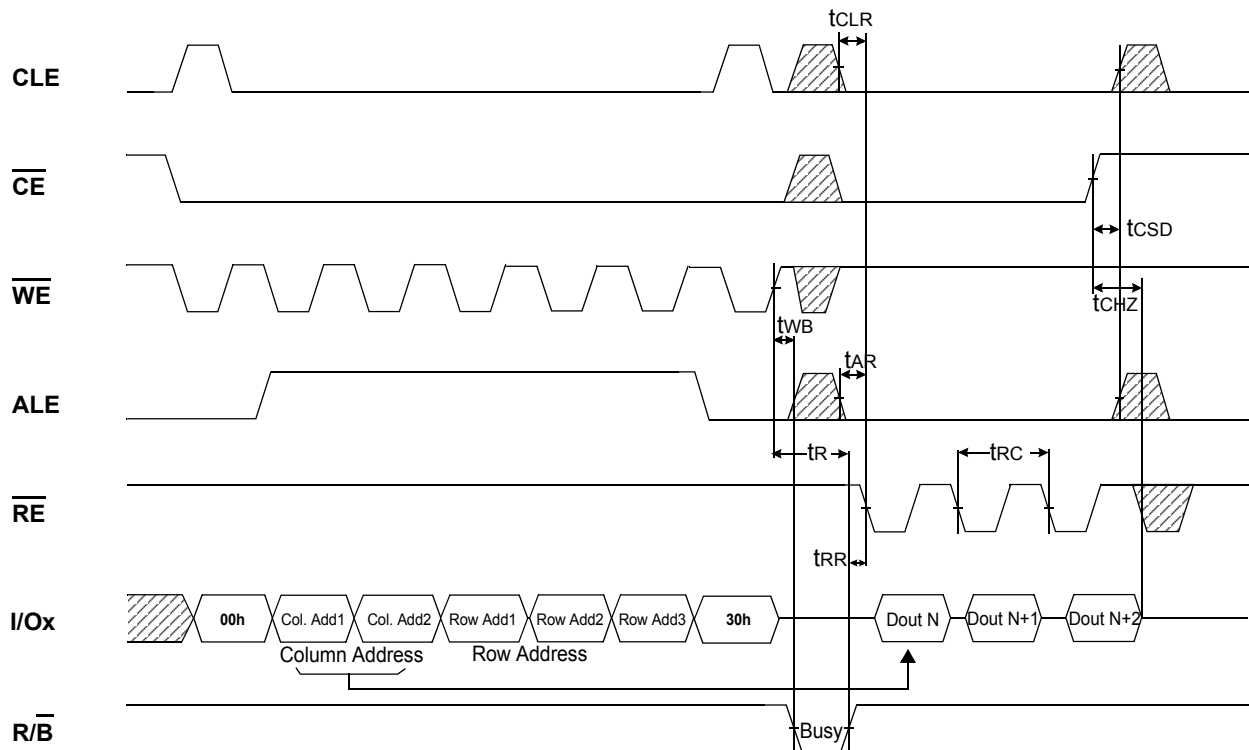 tCLR
CLE
CE
tCSD
WE
tCHZ
tWB
tAR
ALE
tR
tRC
RE
tRR
I/Ox
00h
Col. Add1
Col. Add2
Row Add1
Row Add2
Row Add3
30h
Dout N
Dout N+1
Dout N+2
Column Address
Row Address
R/B
Busy